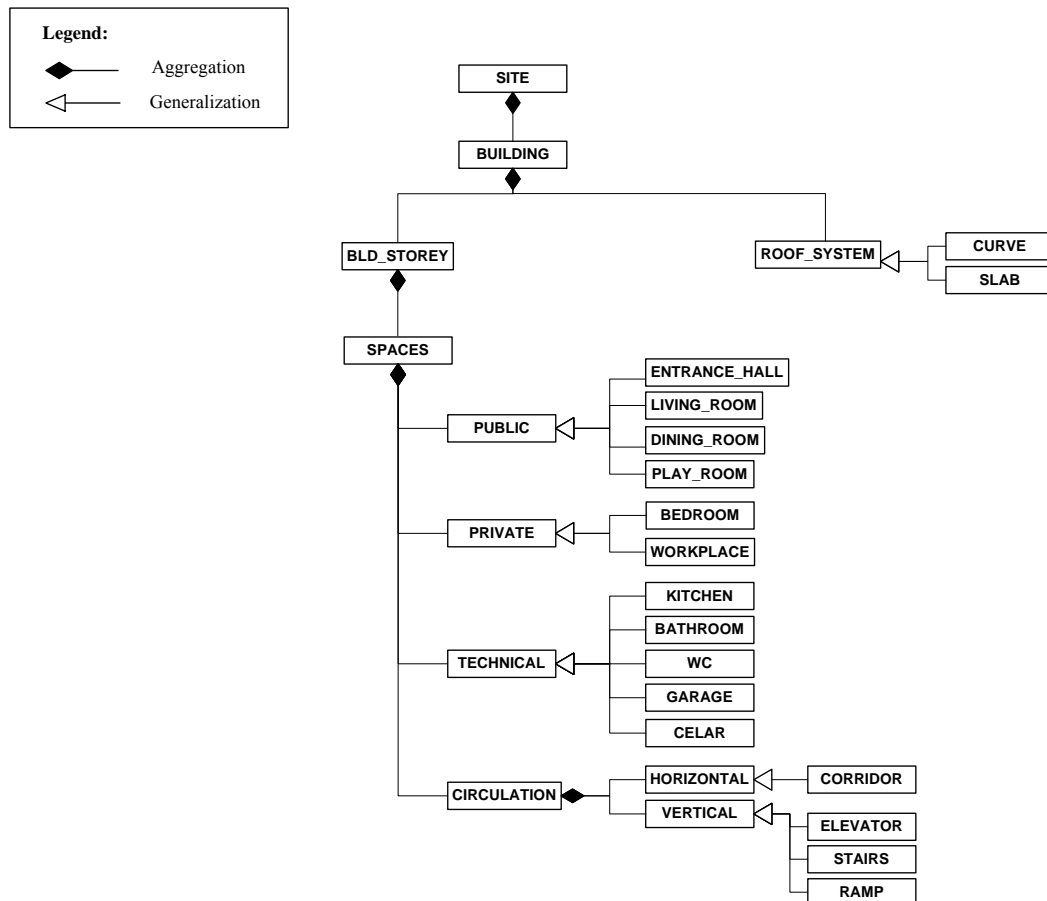 Legend:
Aggregation
Generalization
SITE
BUILDING
BLD_STOREY
ROOF_SYSTEM
CURVE
SLAB
SPACES
ENTRANCE_HALL
LIVING_ROOM
PUBLIC
DINING_ROOM
PLAY_ROOM
BEDROOM
PRIVATE
WORKPLACE
KITCHEN
BATHROOM
TECHNICAL
WC
GARAGE
CELAR
HORIZONTAL
CORRIDOR
CIRCULATION
VERTICAL
ELEVATOR
STAIRS
RAMP